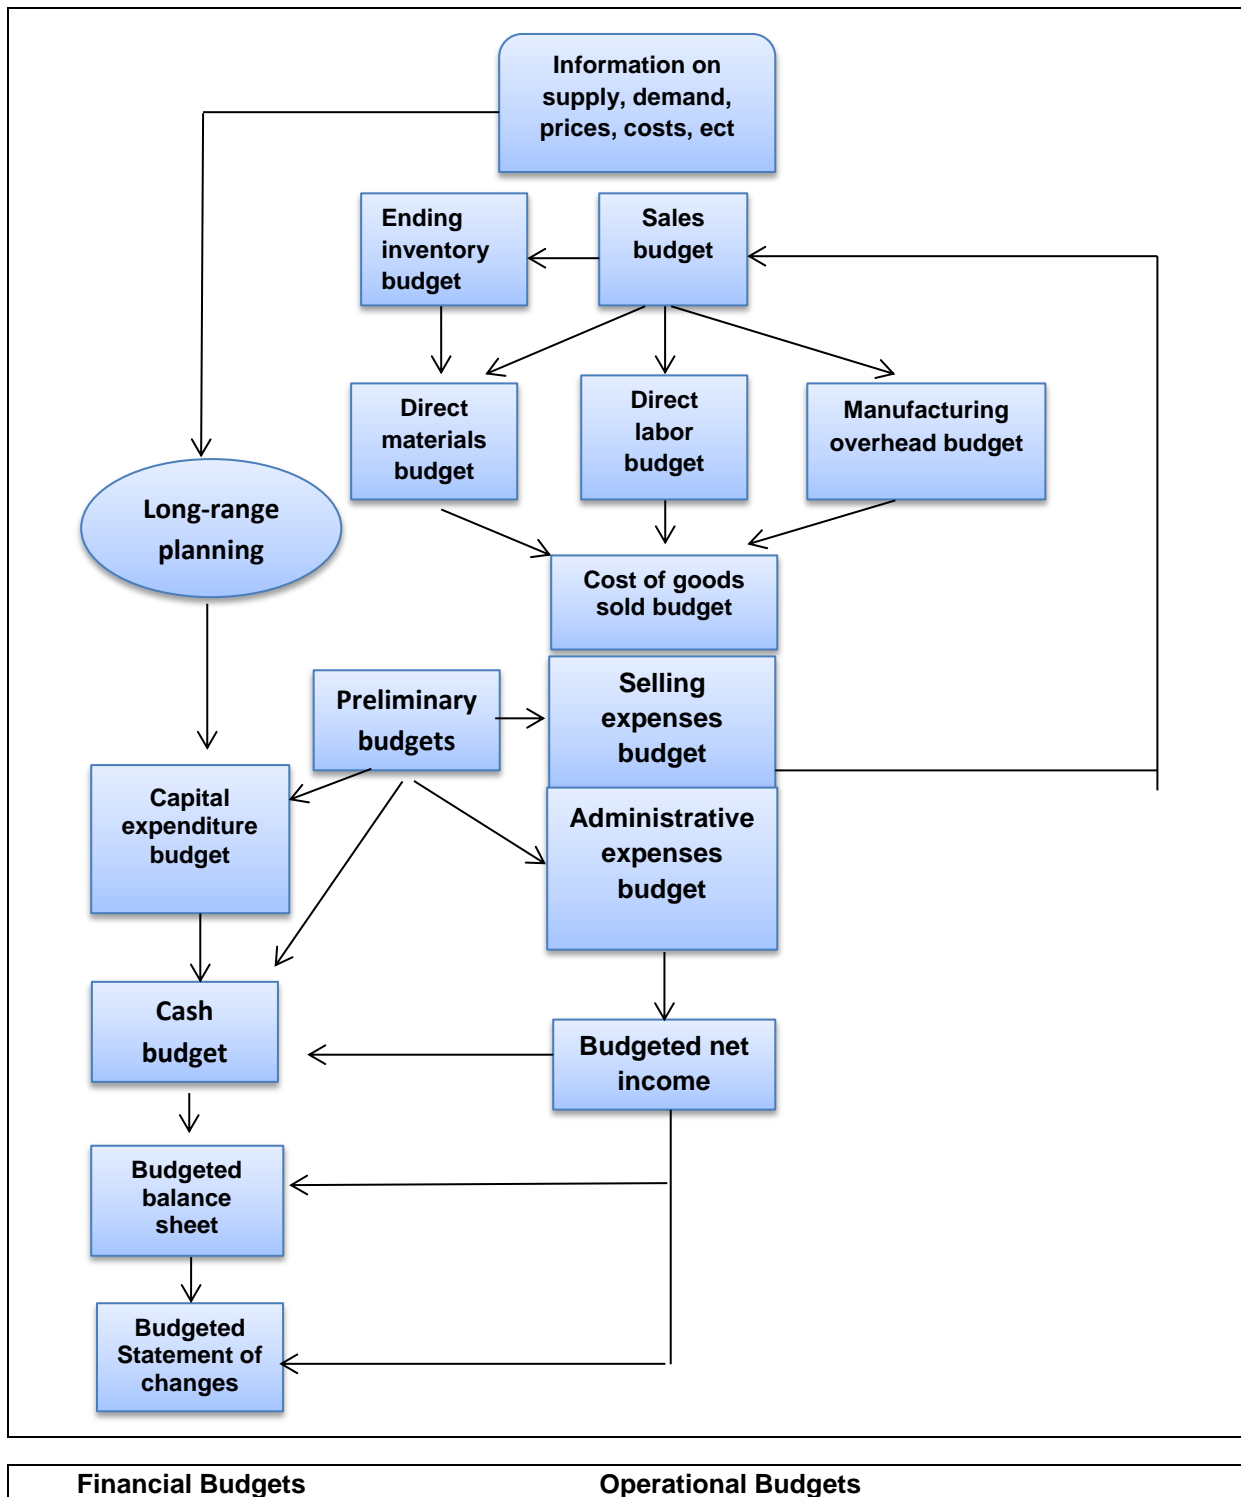 Information on
supply, demand,
prices, costs, ect
Ending
inventory
budget
Sales
budget
Direct
materials
budget
Direct
labor
budget
Manufacturing
overhead budget
Long-range
planning
Cost of goods
sold budget
Preliminary
budgets
Selling
expenses
budget
Capital
expenditure
budget
Administrative
expenses
budget
Cash
budget
Budgeted net
income
Budgeted
balance
sheet
Budgeted
Statement of
changes
Financial Budgets
Operational Budgets